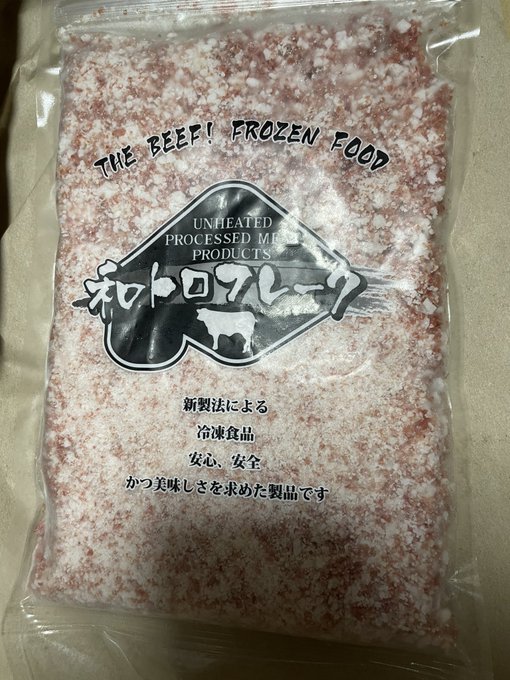 THE BEEF! FROZEN FOOD
UNHEATED
PROCESSED ME
PRODUCTS
和トロフレーク
新製法による
冷凍食品
安心、安全
かつ美味しさを求めた製品です